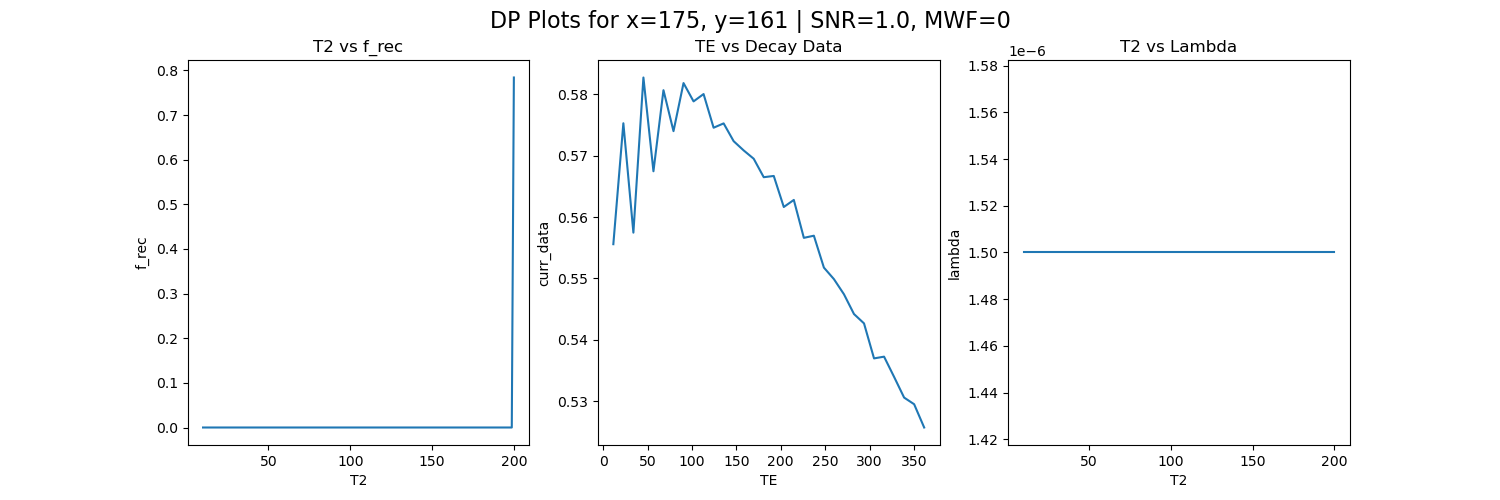 DP Plots for x=175, y=161 | SNR=1.0, MWF=0
T2 vs f_rec
0.8
0.7
0.6
0.5
0.4
0.3
0.2
0.1
0.0
f_rec
50 100 150 200
T2
TE vs Decay Data
0.58
0.57
0.56
0.55
0.54
0.53
curr_data
0 50 100 150 200 250 300 350
TE
T2 vs Lambda
1e−6
1.58
1.56
1.54
1.52
1.50
1.48
1.46
1.44
1.42
lambda
50 100 150 200
T2